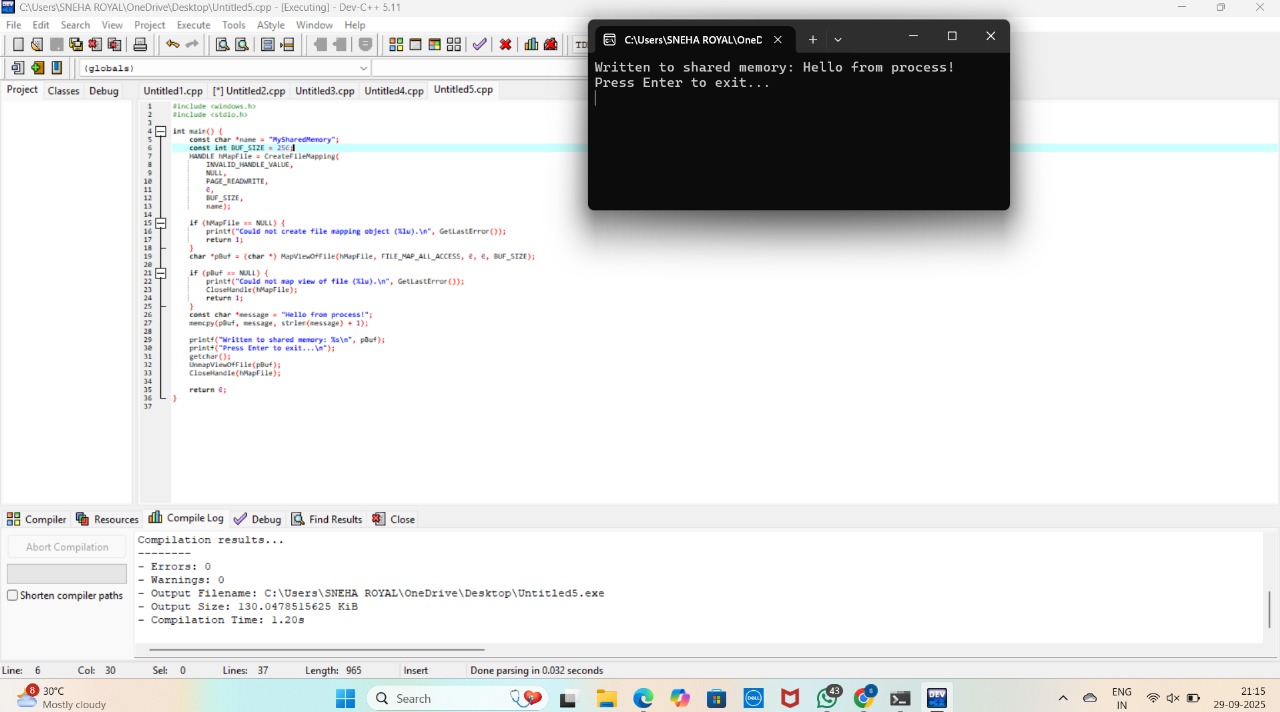 C:\Users\SNEHA ROYAL\OneDrive\Desktop\Untitled5.cpp - [Executing] - Dev-C++ 5.11
File Edit Search View Project Execute Tools AStyle Window Help
C:\Users\SNEHA ROYAL\OneD
Written to shared memory: Hello from process!
Press Enter to exit...
(globals)
Project Classes Debug
Untitled1.cpp [*] Untitled2.cpp Untitled3.cpp Untitled4.cpp Untitled5.cpp
1 #include <windows.h>
2 #include <stdio.h>
3
4 int main() {
5 const char *name = "MySharedMemory";
6 const int BUF_SIZE = 256;
7 HANDLE hMapFile = CreateFileMapping(
8 INVALID_HANDLE_VALUE,
9 NULL,
10 PAGE_READWRITE,
11 0,
12 BUF_SIZE,
13 name);
14
15 if (hMapFile == NULL) {
16 printf("Could not create file mapping object (%lu).\n", GetLastError());
17 return 1;
18 }
19 char *pBuf = (char *) MapViewOfFile(hMapFile, FILE_MAP_ALL_ACCESS, 0, 0, BUF_SIZE);
20
21 if (pBuf == NULL) {
22 printf("Could not map view of file (%lu).\n", GetLastError());
23 CloseHandle(hMapFile);
24 return 1;
25 }
26 const char *message = "Hello from process!";
27 memcpy(pBuf, message, strlen(message) + 1);
28
29 printf("Written to shared memory: %s\n", pBuf);
30 printf("Press Enter to exit...\n");
31 getchar();
32 UnmapViewOfFile(pBuf);
33 CloseHandle(hMapFile);
34
35 return 0;
36 }
37
Compiler Resources Compile Log Debug Find Results Close
Abort Compilation
Shorten compiler paths
Compilation results...
--------
- Errors: 0
- Warnings: 0
- Output Filename: C:\Users\SNEHA ROYAL\OneDrive\Desktop\Untitled5.exe
- Output Size: 130.0478515625 KiB
- Compilation Time: 1.20s
Line: 6 Col: 30 Sel: 0 Lines: 37 Length: 965 Insert Done parsing in 0.032 seconds
8
30°C
Mostly cloudy
Search
DELL
43
6
DEV
ENG
IN
21:15
29-09-2025